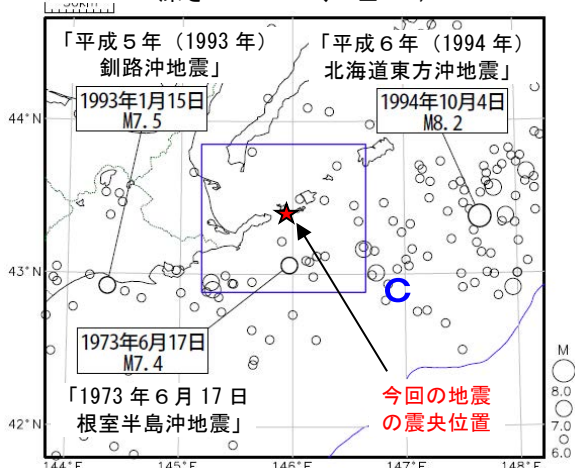 「平成５年（1993 年）
釧路沖地震」
1993年1月15日
M7.5
「平成６年（1994 年）
北海道東方沖地震」
1994年10月4日
M8.2
44°N
43°N
C
1973年6月17日
M7.4
「1973 年６月 17 日
根室半島沖地震」
今回の地震
の震央位置
M
8.0
7.0
6.0
42°N
144°E
145°E
146°E
147°E
148°E